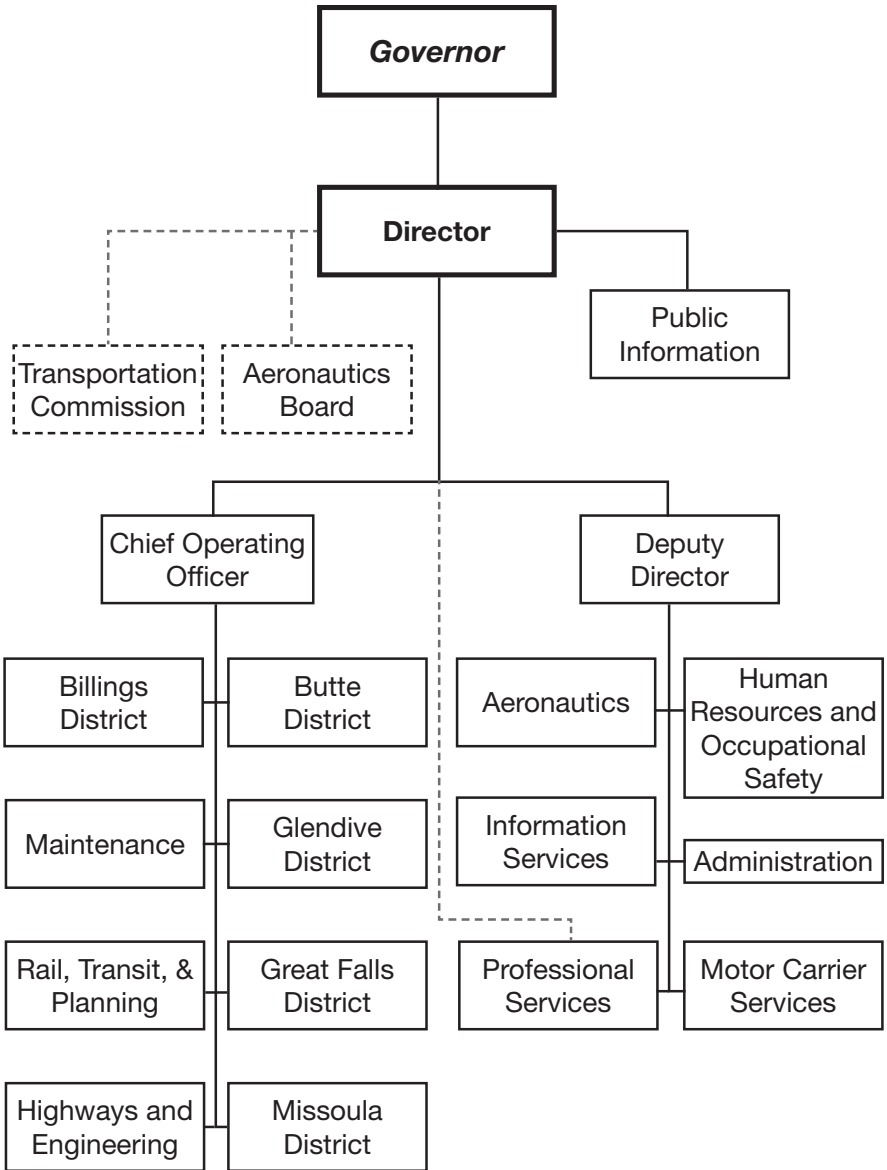 Governor
Director
Public
Information
Transportation
Commission
Aeronautics
Board
Chief Operating
Officer
Deputy
Director
Billings
District
Butte
District
Aeronautics
Human
Resources and
Occupational
Safety
Maintenance
Glendive
District
Information
Services
Administration
Rail, Transit, &
Planning
Great Falls
District
Professional
Services
Motor Carrier
Services
Highways and
Engineering
Missoula
District